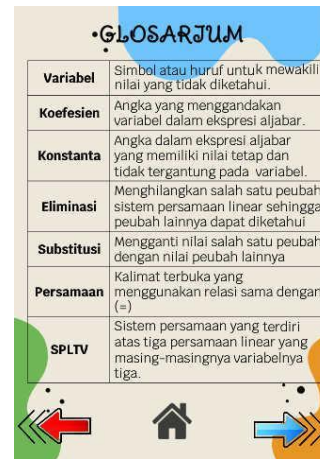 •GLOSARIUM
Variabel
Simbol atau huruf untuk mewakili
nilai yang tidak diketahui.
Koefesien
Angka yang menggandakan
variabel dalam ekspresi aljabar.
Konstanta
Angka dalam ekspresi aljabar
yang memiliki nilai tetap dan
tidak tergantung pada variabel.
Eliminasi
Menghilangkan salah satu peubah
sistem persamaan linear sehingga
peubah lainnya dapat diketahui
Substitusi
Mengganti nilai salah satu peubah
dengan nilai peubah lainnya
Persamaan
Kalimat terbuka yang
menggunakan relasi sama dengan
(=)
SPLTV
Sistem persamaan yang terdiri
atas tiga persamaan linear yang
masing-masingnya variabelnya
tiga.